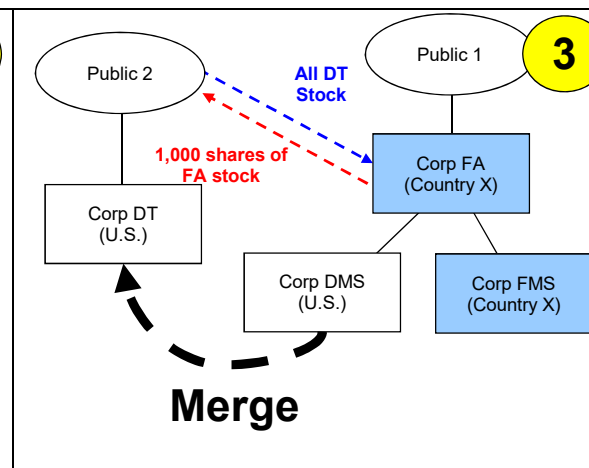 Public 2
Public 1
3
All DT
Stock
1,000 shares of
FA stock
Corp FA
(Country X)
Corp DT
(U.S.)
Corp DMS
(U.S.)
Corp FMS
(Country X)
Merge